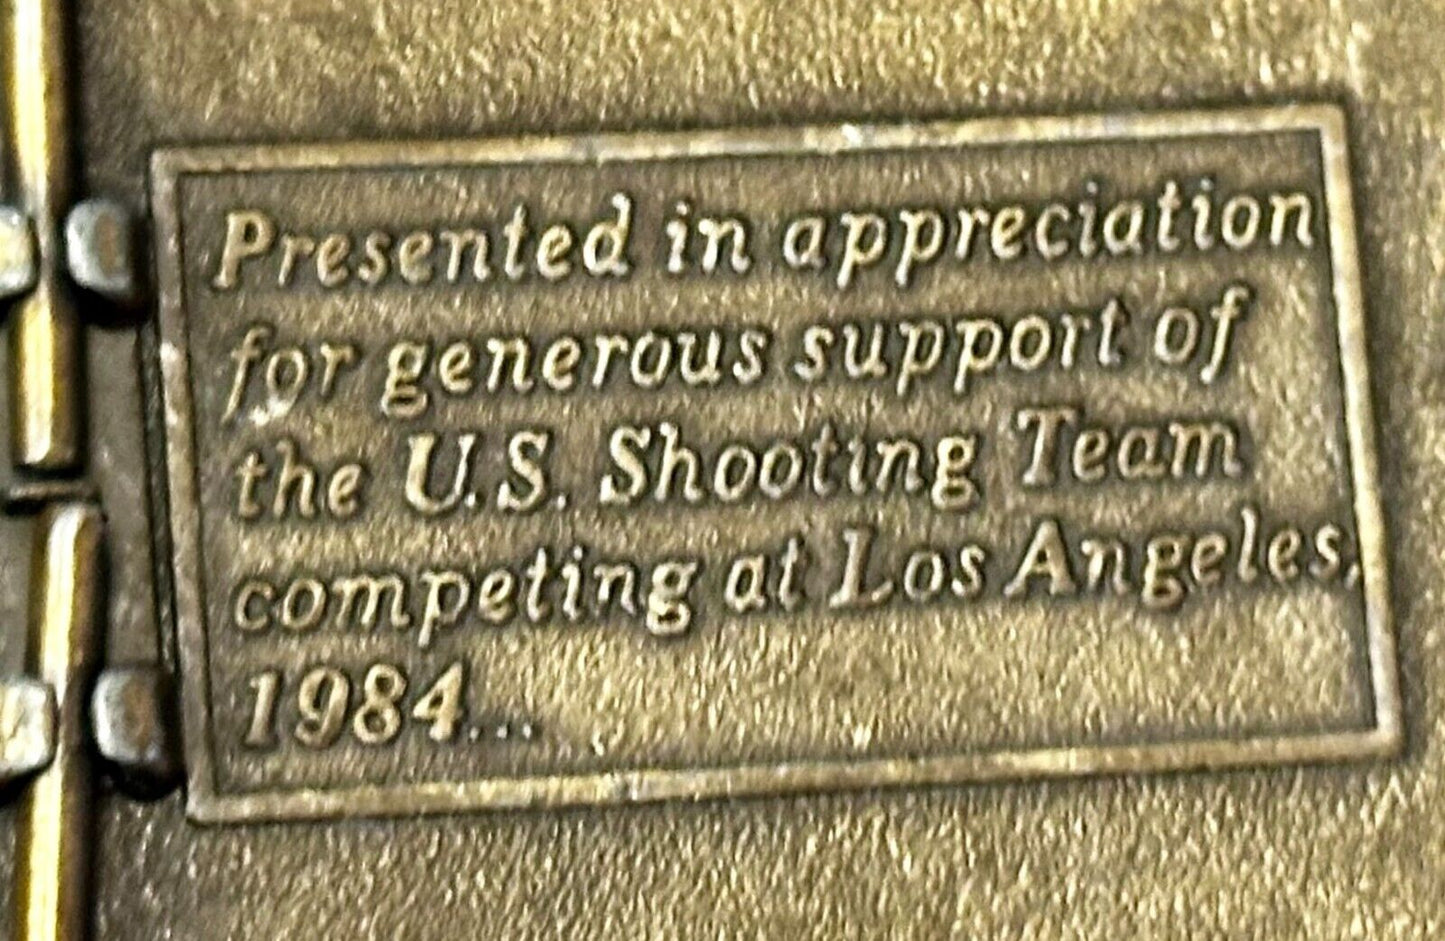 Presented in appreciation
for generous support of
the U.S. Shooting Team
competing at Los Angeles,
1984...